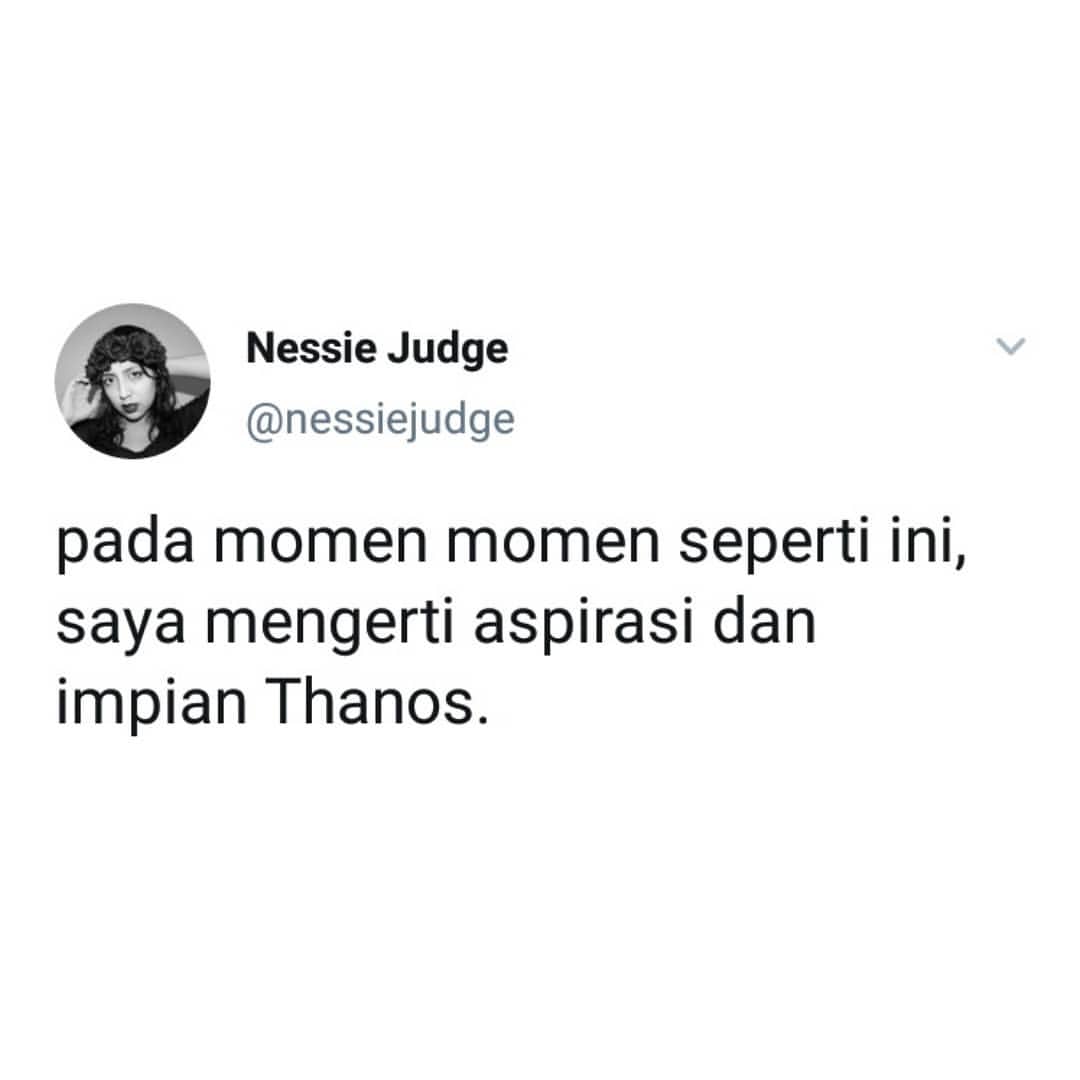 Nessie Judge
@nessiejudge
pada momen momen seperti ini,
saya mengerti aspirasi dan
impian Thanos.